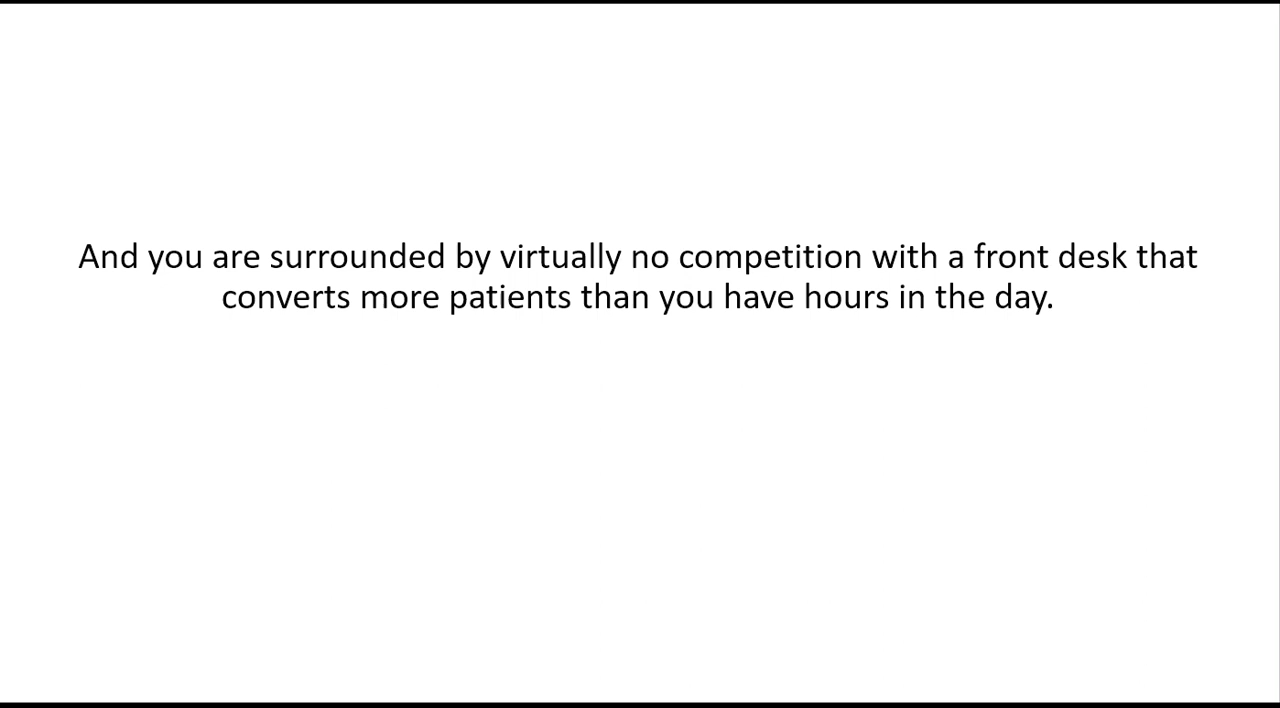 And you are surrounded by virtually no competition with a front desk that
converts more patients than you have hours in the day.